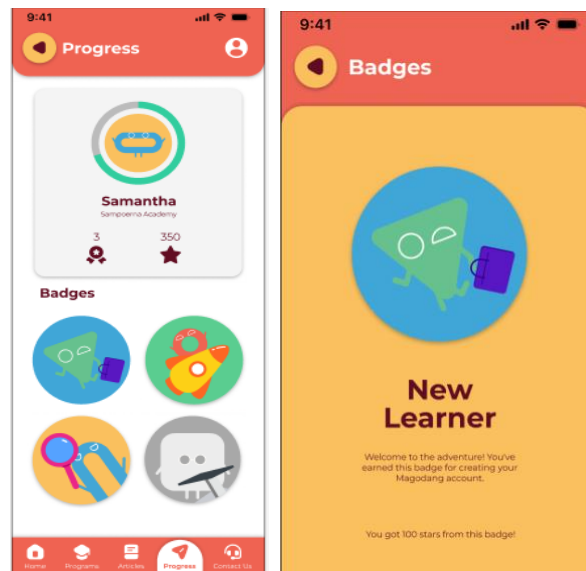 9:41
Progress
Samantha
Sampoerna Academy
3
350
Badges
Home
Programs
Articles
Progress
Contact Us
9:41
Badges
New
Learner
Welcome to the adventure! You've
earned this badge for creating your
Magodang account.
You got 100 stars from this badge!